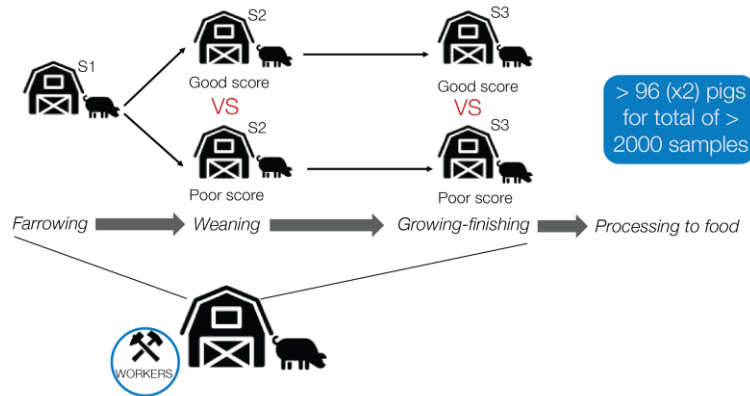 S2
S3
S1
Good score
Good score
VS
VS
S2
S3
Poor score
Poor score
> 96 (x2) pigs
for total of >
2000 samples
Farrowing
Weaning
Growing-finishing
Processing to food
WORKERS